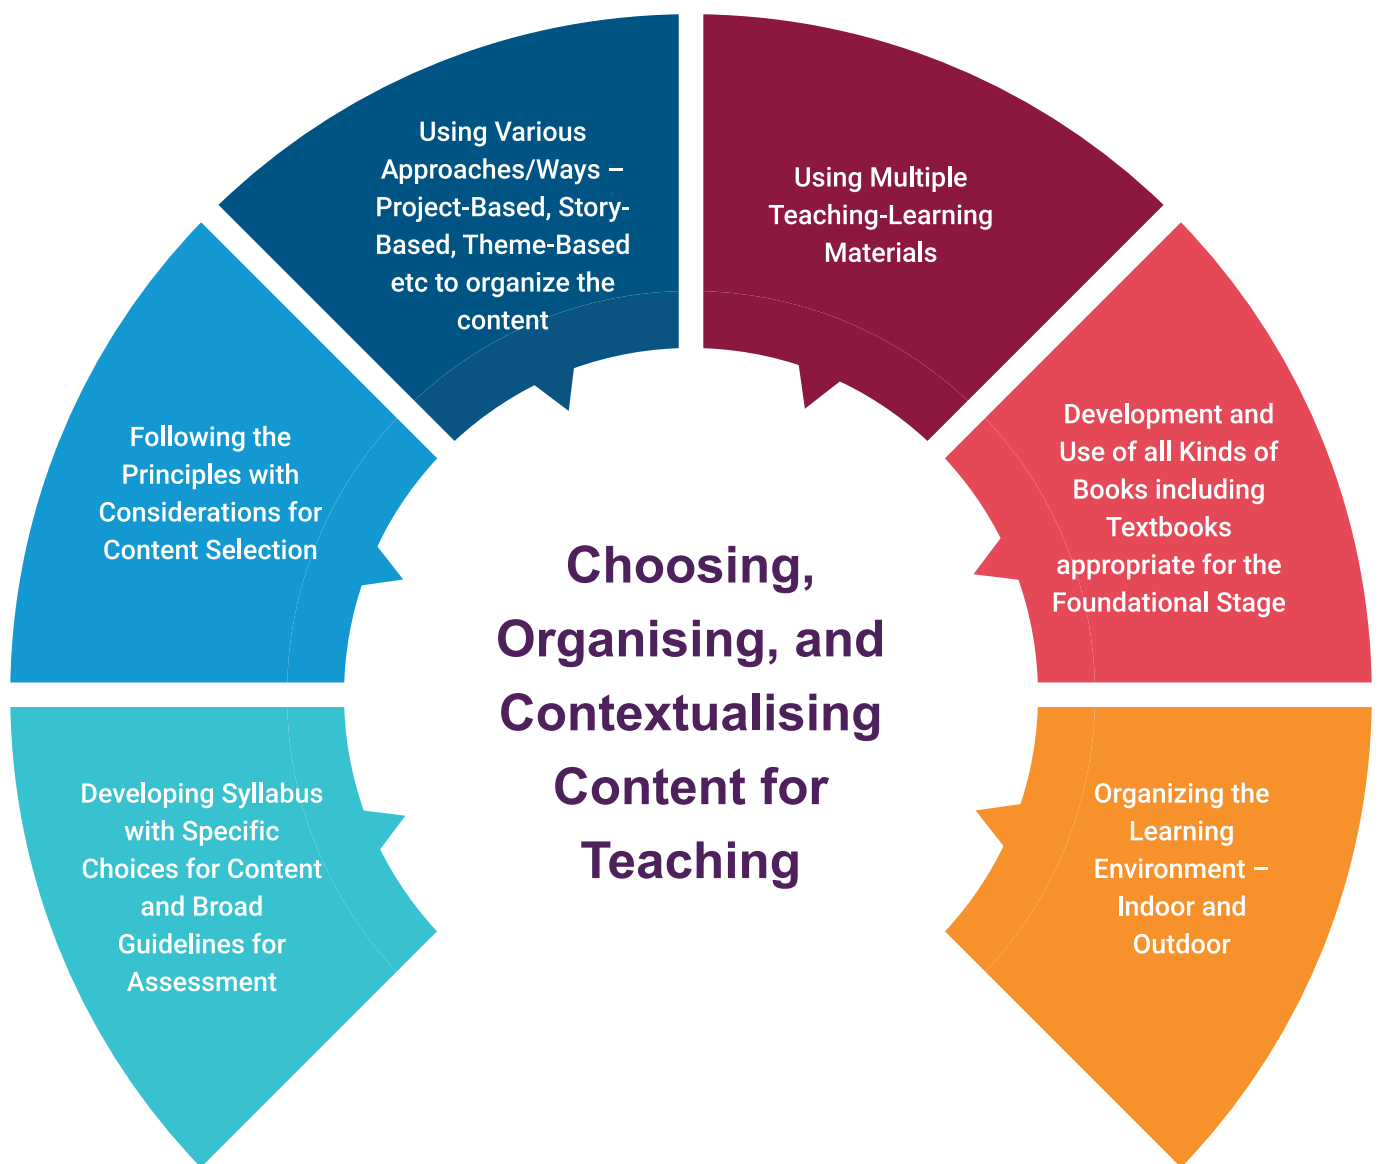 Using Various
Approaches/Ways –
Project-Based, Story-
Based, Theme-Based
etc to organize the
content
Using Multiple
Teaching-Learning
Materials
Following the
Principles with
Considerations for
Content Selection
Development and
Use of all Kinds of
Books including
Textbooks
appropriate for the
Foundational Stage
Choosing,
Organising, and
Contextualising
Content for
Teaching
Developing Syllabus
with Specific
Choices for Content
and Broad
Guidelines for
Assessment
Organizing the
Learning
Environment –
Indoor and
Outdoor